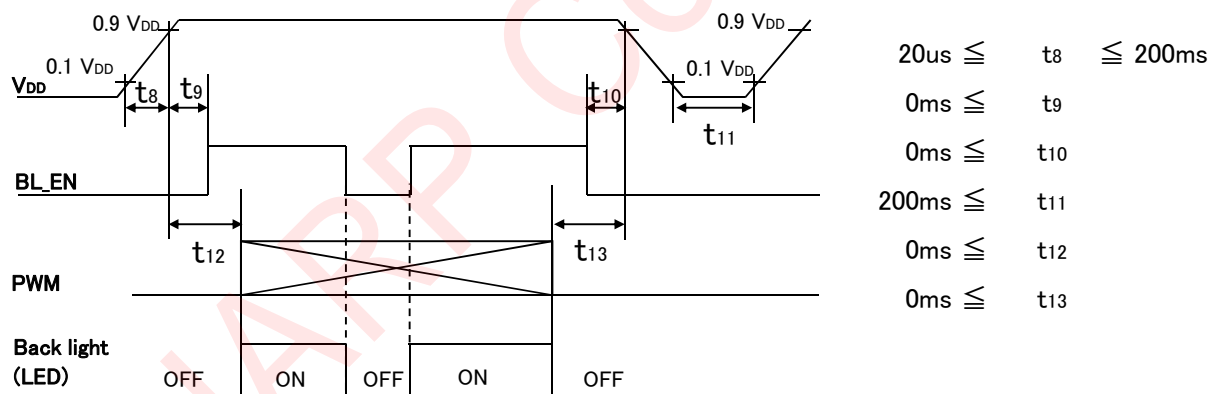 0.9 VDD
0.9 VDD
20us ≦ t8 ≦ 200ms
0.1 VDD
0.1 VDD
VDD
t8
t9
t10
0ms ≦ t9
t11
0ms ≦ t10
BL_EN
200ms ≦ t11
t12
t13
0ms ≦ t12
PWM
0ms ≦ t13
Back light
(LED)
OFF
ON
OFF
ON
OFF